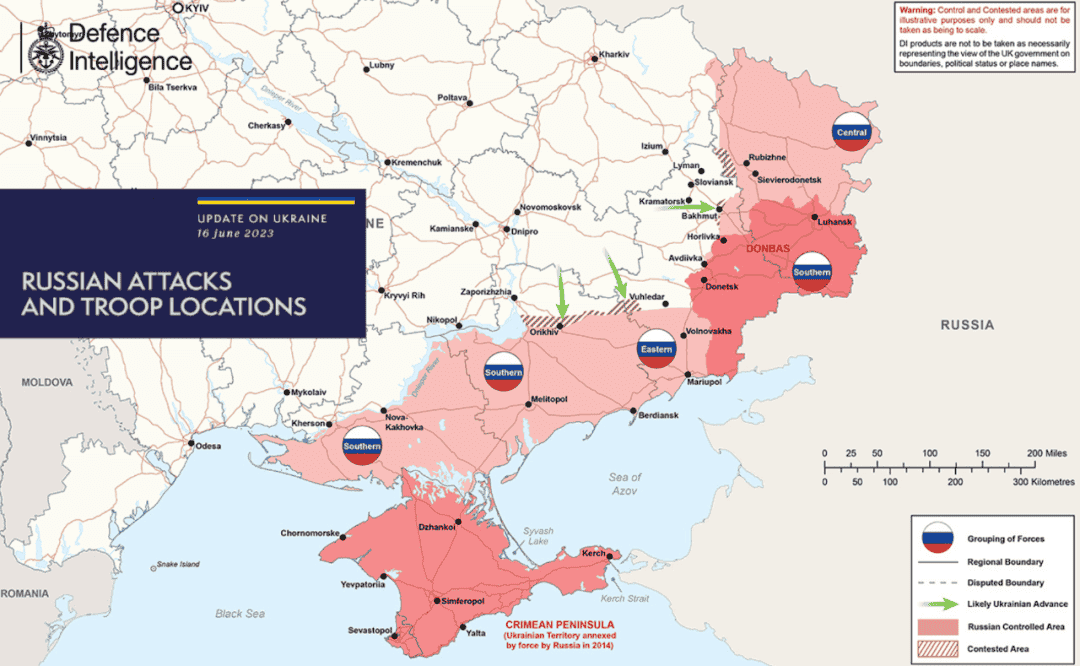 KYIV
Zhytomyr
Defence
Intelligence
Warning: Control and Contested areas are for
illustrative purposes only and should not be
taken as being to scale.
DI products are not to be taken as necessarily
representing the view of the UK government on
boundaries, political status or place names.
Bila Tserkva
Lubny
Kharkiv
Dnieper River
Poltava
Cherkasy
Vinnytsia
Kremenchuk
Izium
Lyman
Sloviansk
Kramatorsk
Bakhmut
Rubizhne
Sievierodonetsk
Central
UPDATE ON UKRAINE
16 June 2023
RUSSIAN ATTACKS
AND TROOP LOCATIONS
NE
Novomoskovsk
Kamianske
Dnipro
Horlivka
Luhansk
DONBAS
Avdiivka
Southern
Donetsk
Kryvyi Rih
Zaporizhzhia
Vuhledar
Nikopol
Orikhiv
Volnovakha
RUSSIA
Eastern
Southern
Dnieper River
MOLDOVA
Mariupol
Mykolaiv
Melitopol
Berdiansk
Kherson
Nova-
Kakhovka
Odesa
Southern
0 50 25 50 100 150 200 Miles
0 50 100 200 300 Kilometres
Sea of
Azov
Dzhankoi
Chornomorske
Syvash
Lake
Kerch
Snake Island
Yevpatoriia
Kerch Strait
ROMANIA
Simferopol
Black Sea
Sevastopol
Yalta
CRIMEAN PENINSULA
(Ukrainian Territory annexed
by force by Russia in 2014)
Grouping of Forces
Regional Boundary
Disputed Boundary
Likely Ukrainian Advance
Russian Controlled Area
Contested Area